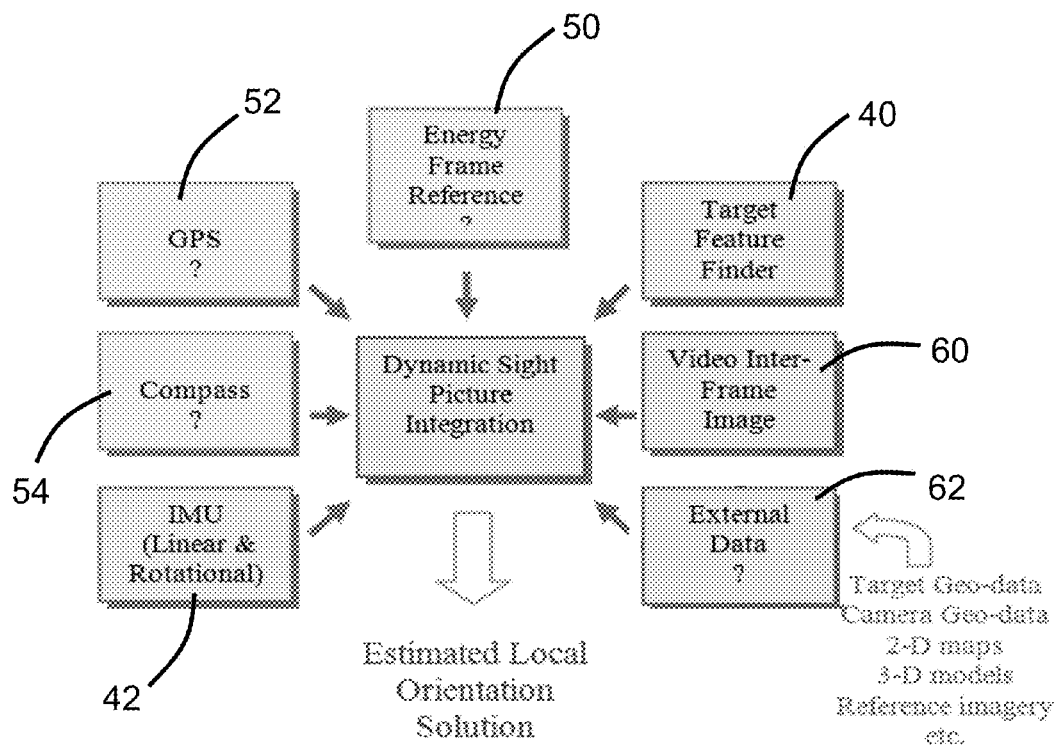 50
52
40
Energy
Frame
Reference
?
GPS
?
Target
Feature
Finder
Dynamic Sight
Picture
Integration
60
Compass
?
Video Inter-
Frame
Image
54
62
IMU
(Linear &
Rotational)
External
Data
?
42
Target Geo-data
Camera Geo-data
2-D maps
3-D models
Reference imagery
etc.
Estimated Local
Orientation
Solution